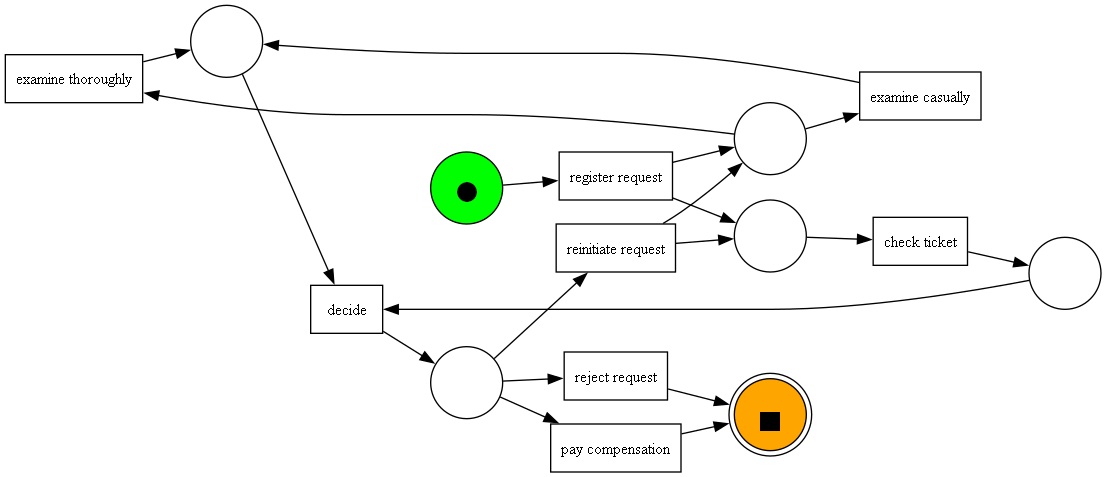 examine thoroughly
examine casually
register request
reinitiate request
check ticket
decide
reject request
pay compensation